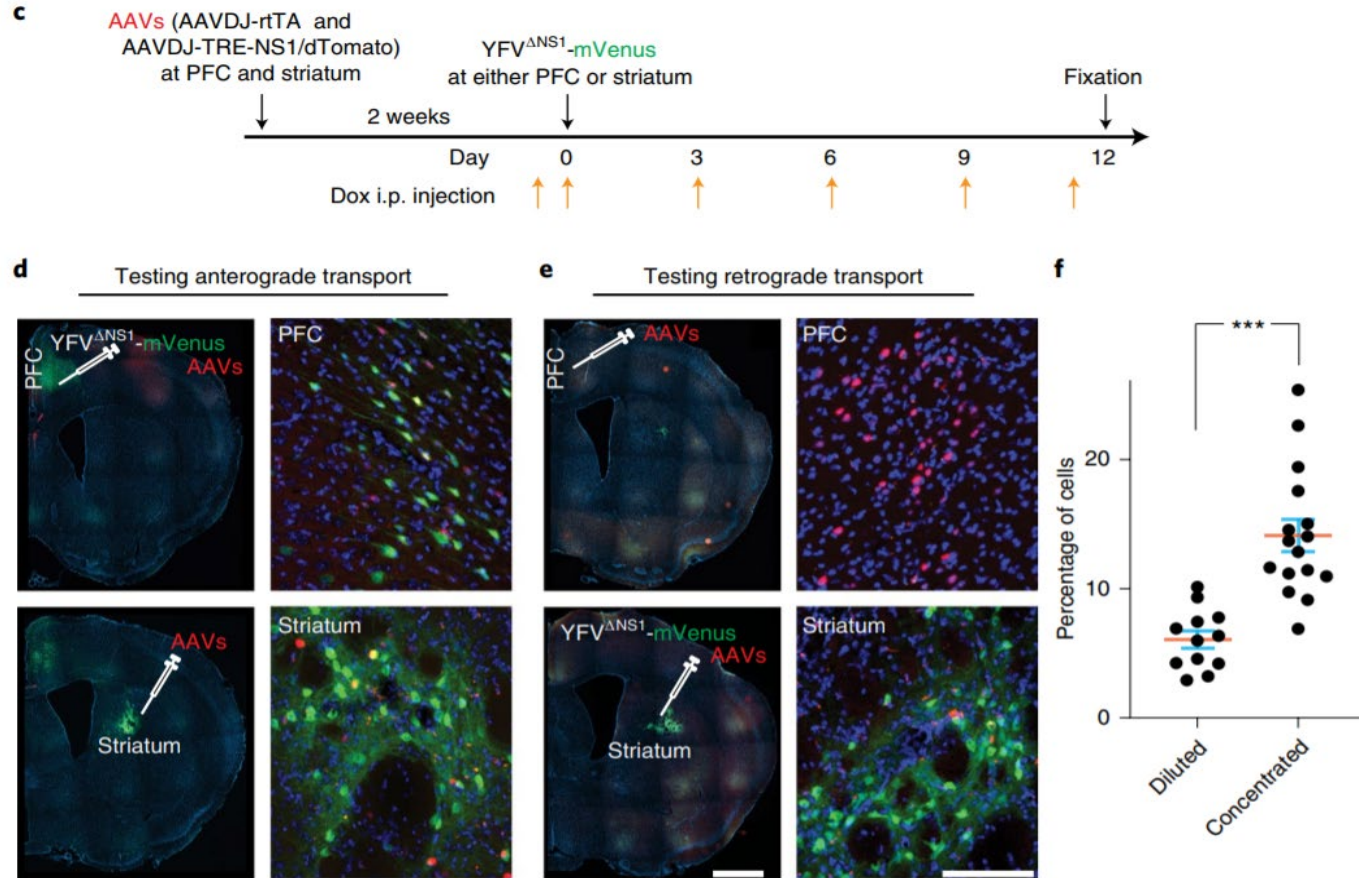 c
AAVs (AAVDJ-rtTA and
AAVDJ-TRE-NS1/dTomato)
at PFC and striatum
YFV^ΔNS1-mVenus
at either PFC or striatum
Fixation
2 weeks
Day 0 3 6 9 12
Dox i.p. injection
d
Testing anterograde transport
PFC
YFV^ΔNS1-mVenus
AAVs
PFC
AAVs
Striatum
Striatum
e
Testing retrograde transport
PFC
AAVs
PFC
YFV^ΔNS1-mVenus
AAVs
Striatum
Striatum
f
***
Percentage of cells
20
10
0
Diluted
Concentrated